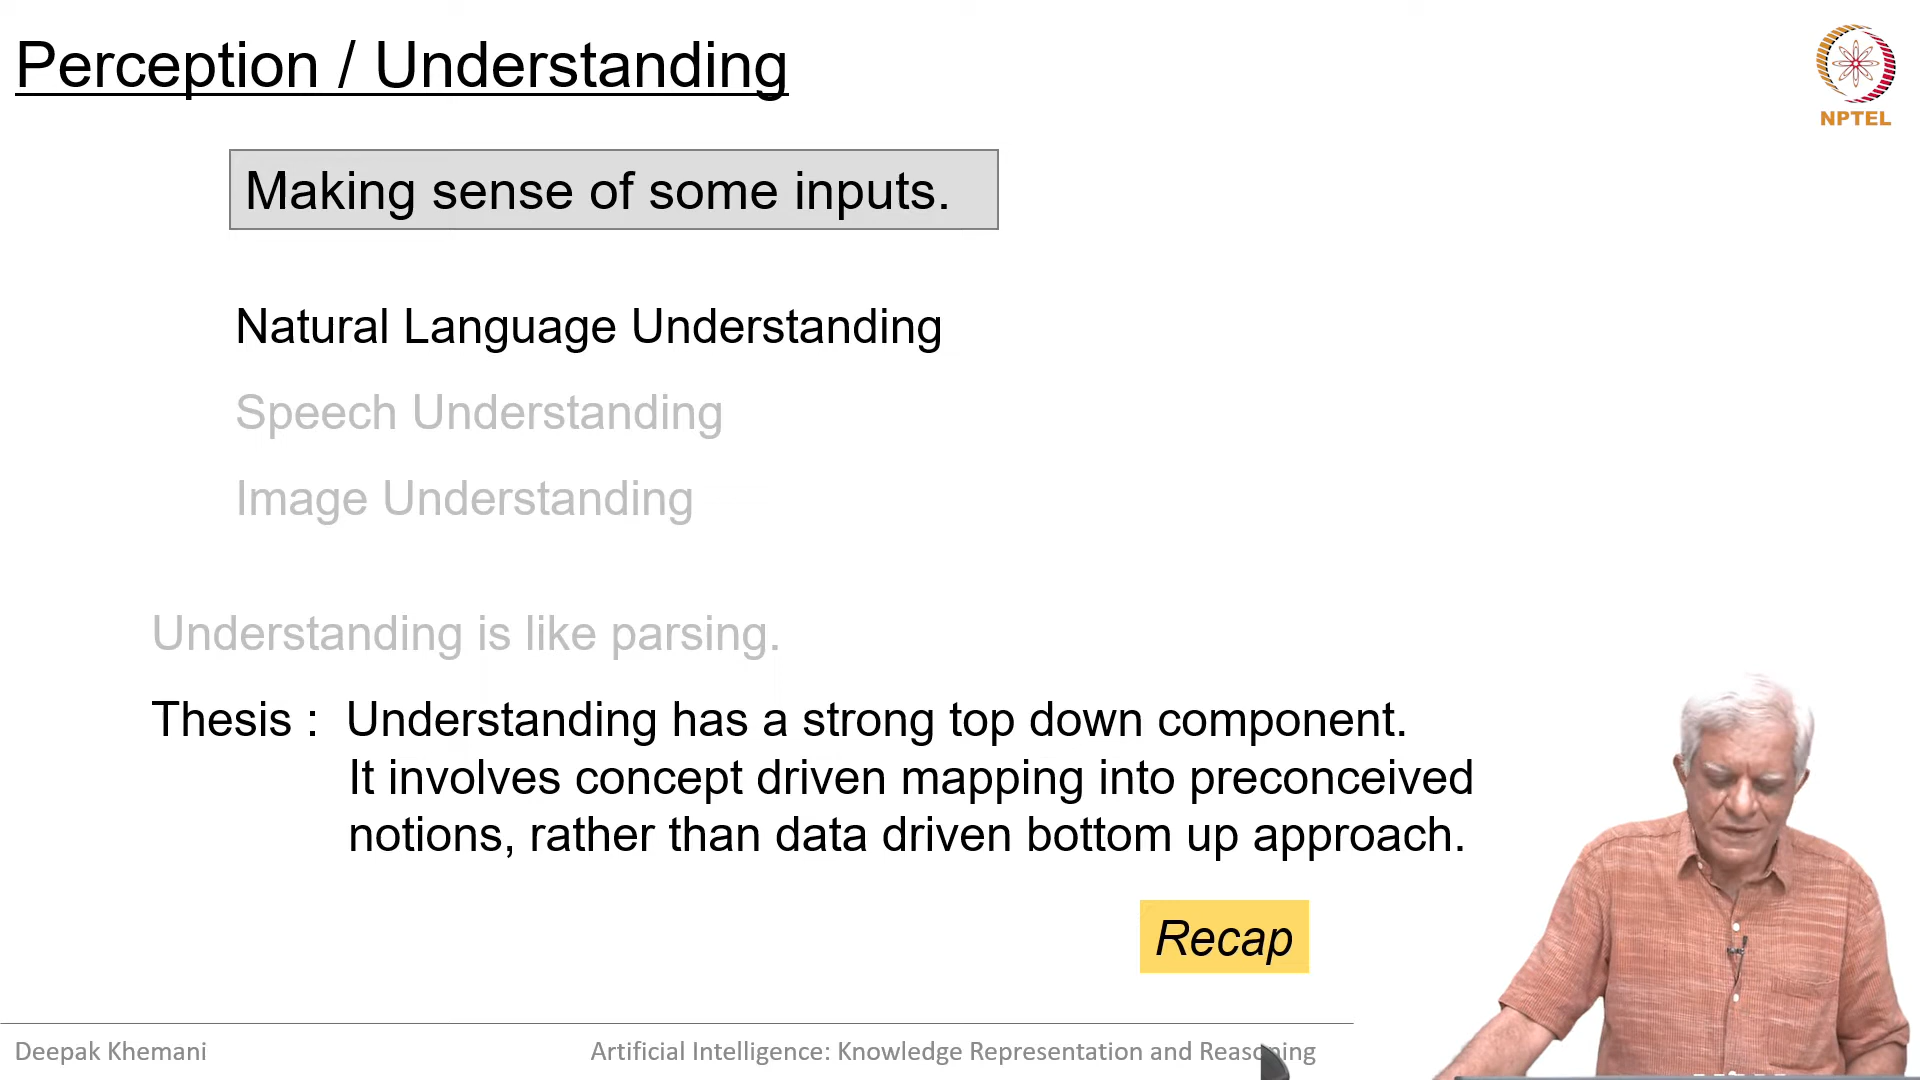 Perception / Understanding
NPTEL
Making sense of some inputs.
Natural Language Understanding
Speech Understanding
Image Understanding
Understanding is like parsing.
Thesis : Understanding has a strong top down component.
It involves concept driven mapping into preconceived
notions, rather than data driven bottom up approach.
Recap
Deepak Khemani
Artificial Intelligence: Knowledge Representation and Reasoning